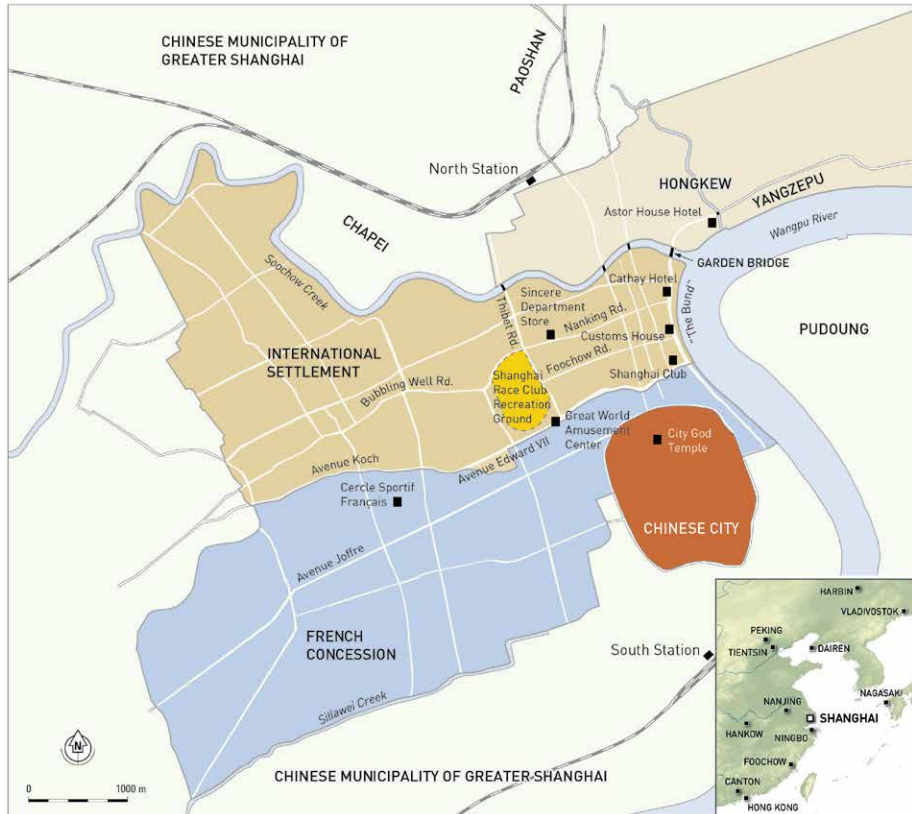 CHINESE MUNICIPALITY OF
GREATER SHANGHAI
PAOSHAN
North Station
HONGKEW
YANGZEPU
Astor House Hotel
Wangpu River
CHAPEI
GARDEN BRIDGE
Soochow Creek
Cathay Hotel
Sincere
Department
Store
Thibet Rd.
Nanking Rd.
"The Bund"
Customs House
PUDOUNG
INTERNATIONAL
SETTLEMENT
Foochow Rd.
Shanghai Club
Bubbling Well Rd.
Shanghai
Race Club
Recreation
Ground
Great World
Amusement
Center
City God
Temple
Avenue Edward VII
Avenue Koch
Cercle Sportif
Français
CHINESE CITY
Avenue Joffre
FRENCH
CONCESSION
South Station
Sillawei Creek
N
0 1000 m
CHINESE MUNICIPALITY OF GREATER SHANGHAI
HARBIN
VLADIVOSTOK
PEKING
TIENTSIN
DAIREN
NAGASAKI
NANJING
SHANGHAI
HANKOW
NINGBO
FOOCHOW
CANTON
HONG KONG